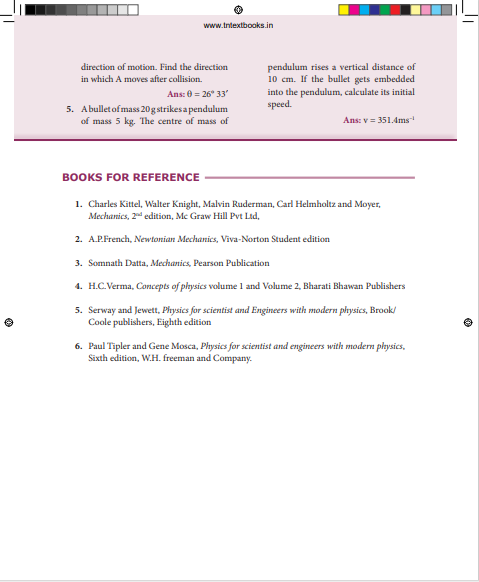 www.tntextbooks.in
direction of motion. Find the direction
in which A moves after collision.
Ans: θ = 26° 33′
5. A bullet of mass 20 g strikes a pendulum
of mass 5 kg. The centre of mass of
pendulum rises a vertical distance of
10 cm. If the bullet gets embedded
into the pendulum, calculate its initial
speed.
Ans: v = 351.4ms⁻¹
BOOKS FOR REFERENCE
1. Charles Kittel, Walter Knight, Malvin Ruderman, Carl Helmholtz and Moyer,
Mechanics, 2ⁿᵈ edition, Mc Graw Hill Pvt Ltd,
2. A.P.French, Newtonian Mechanics, Viva-Norton Student edition
3. Somnath Datta, Mechanics, Pearson Publication
4. H.C.Verma, Concepts of physics volume 1 and Volume 2, Bharati Bhawan Publishers
5. Serway and Jewett, Physics for scientist and Engineers with modern physics, Brook/
Coole publishers, Eighth edition
6. Paul Tipler and Gene Mosca, Physics for scientist and engineers with modern physics,
Sixth edition, W.H. freeman and Company.